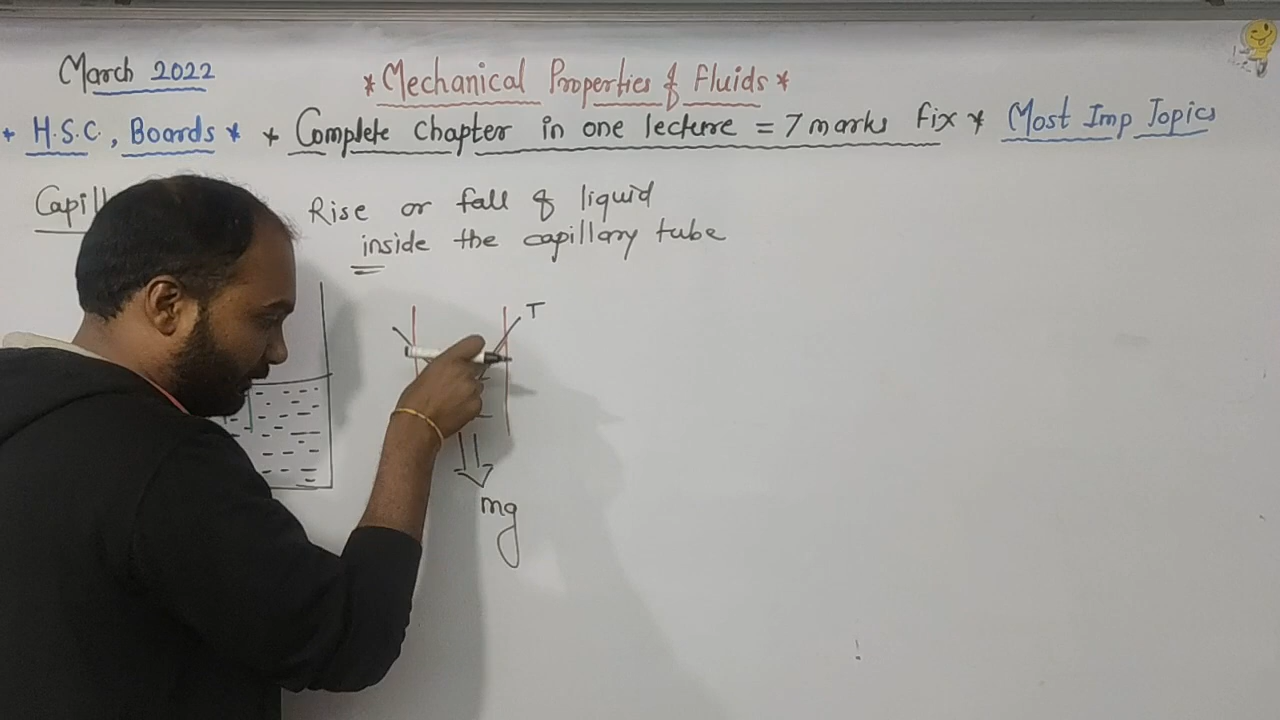 March 2022
* Mechanical Properties of Fluids *
* H.S.C, Boards * * Complete Chapter in one lecture = 7 marks fix * Most Imp Topics
Rise or fall of liquid
inside the capillary tube
T
mg